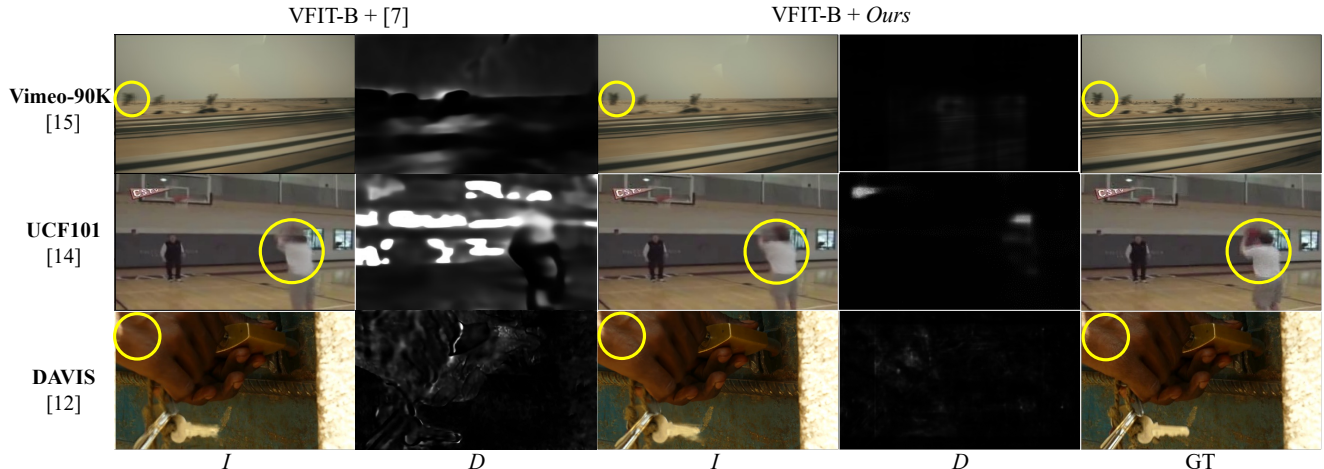 VFIT-B + [7]
VFIT-B + Ours
Vimeo-90K
[15]
UCF101
[14]
DAVIS
[12]
I
D
I
D
GT